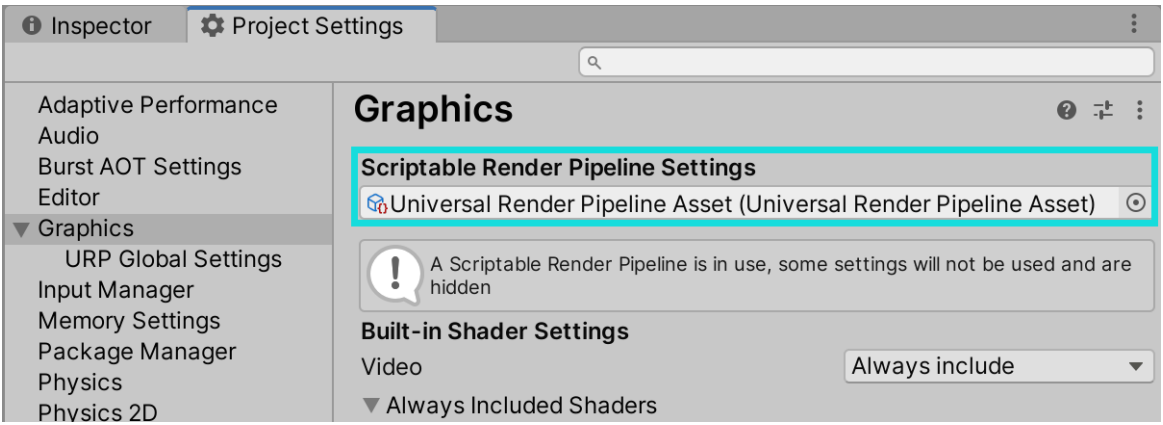 Inspector
Project Settings
Adaptive Performance
Audio
Burst AOT Settings
Editor
Graphics
URP Global Settings
Input Manager
Memory Settings
Package Manager
Physics
Physics 2D
Graphics
Scriptable Render Pipeline Settings
Universal Render Pipeline Asset (Universal Render Pipeline Asset)
A Scriptable Render Pipeline is in use, some settings will not be used and are
hidden
Built-in Shader Settings
Video
Always include
Always Included Shaders